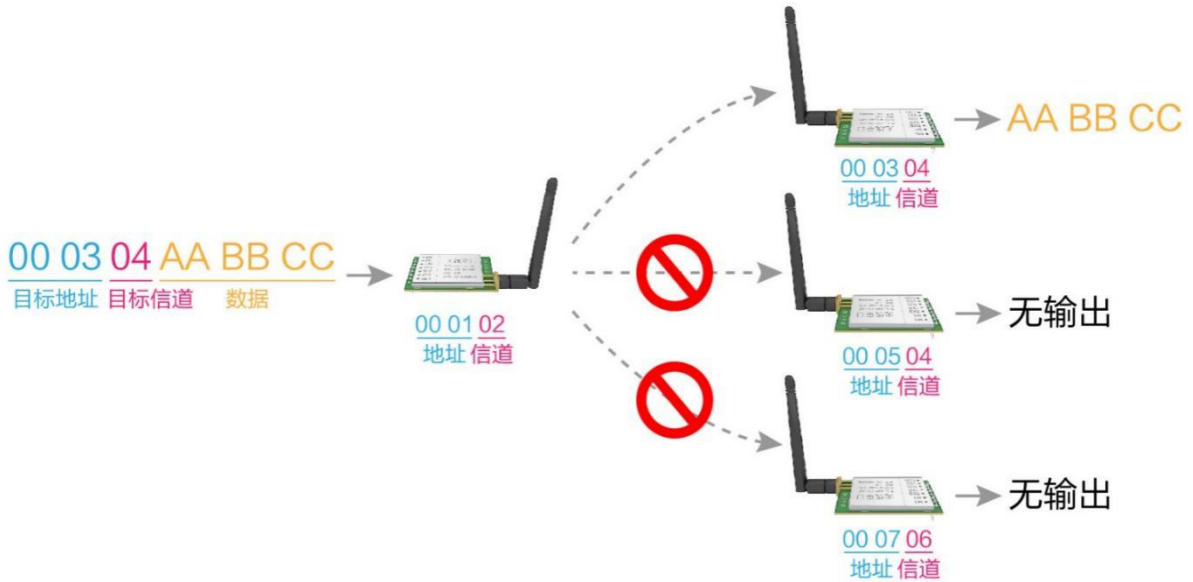 00 03 04 AA BB CC
目标地址 目标信道 数据
00 01 02
地址 信道
AA BB CC
00 03 04
地址 信道
无输出
00 05 04
地址 信道
无输出
00 07 06
地址 信道